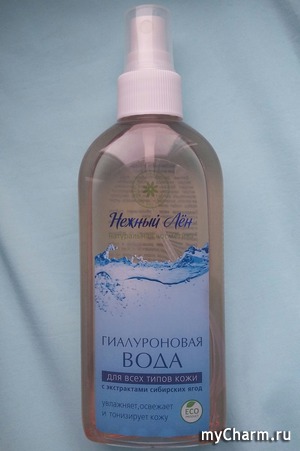 Нежный Лён
ГИАЛУРОНОВАЯ
ВОДА
для всех типов кожи
с экстрактами сибирских ягод
увлажняет, освежает
и тонизирует кожу
ECO
myCharm.ru